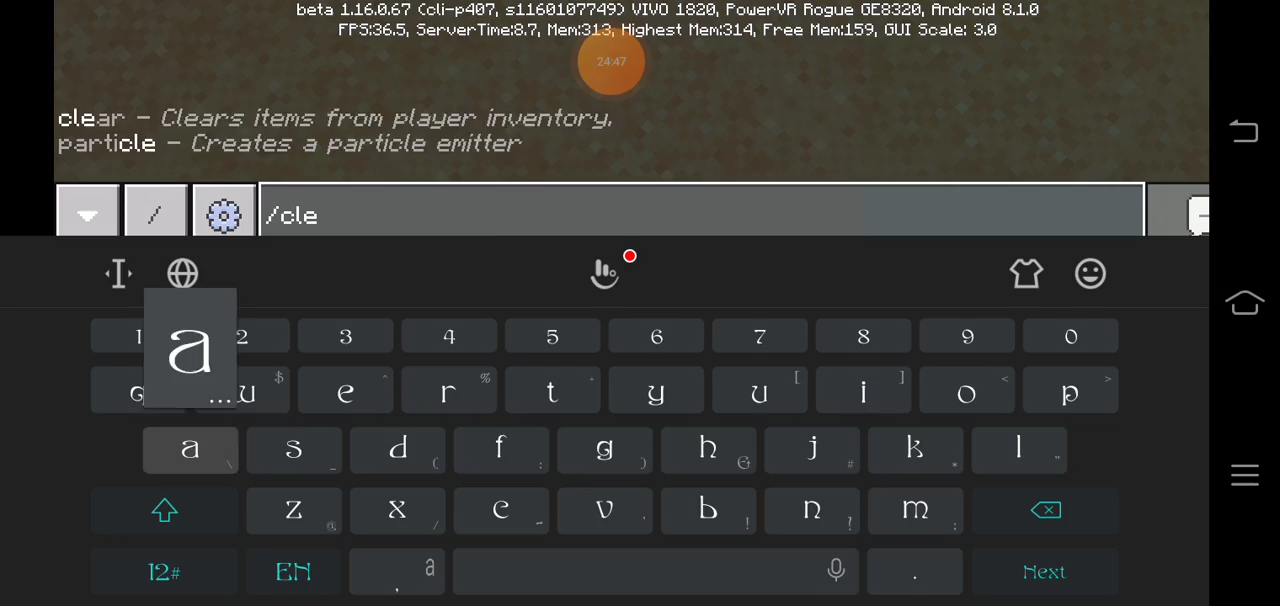 beta 1.16.0.67 (cli-p407, s1160107749) VIVO 1820, PowerVR Rogue GE8320, Android 8.1.0
FPS:36.5, ServerTime:8.7, Mem:313, Highest Mem:314, Free Mem:159, GUI Scale: 3.0
24:47
clear - Clears items from player inventory.
particle - Creates a particle emitter
/ /cle
a
1 2 3 4 5 6 7 8 9 0
q ...u $ e ^ r % t y u [ i ] o < p >
a \ s _ d ( f : g ) h j # k * l "
z @ x / c - v ' b ! n ? m ;
12# EN , a . Next